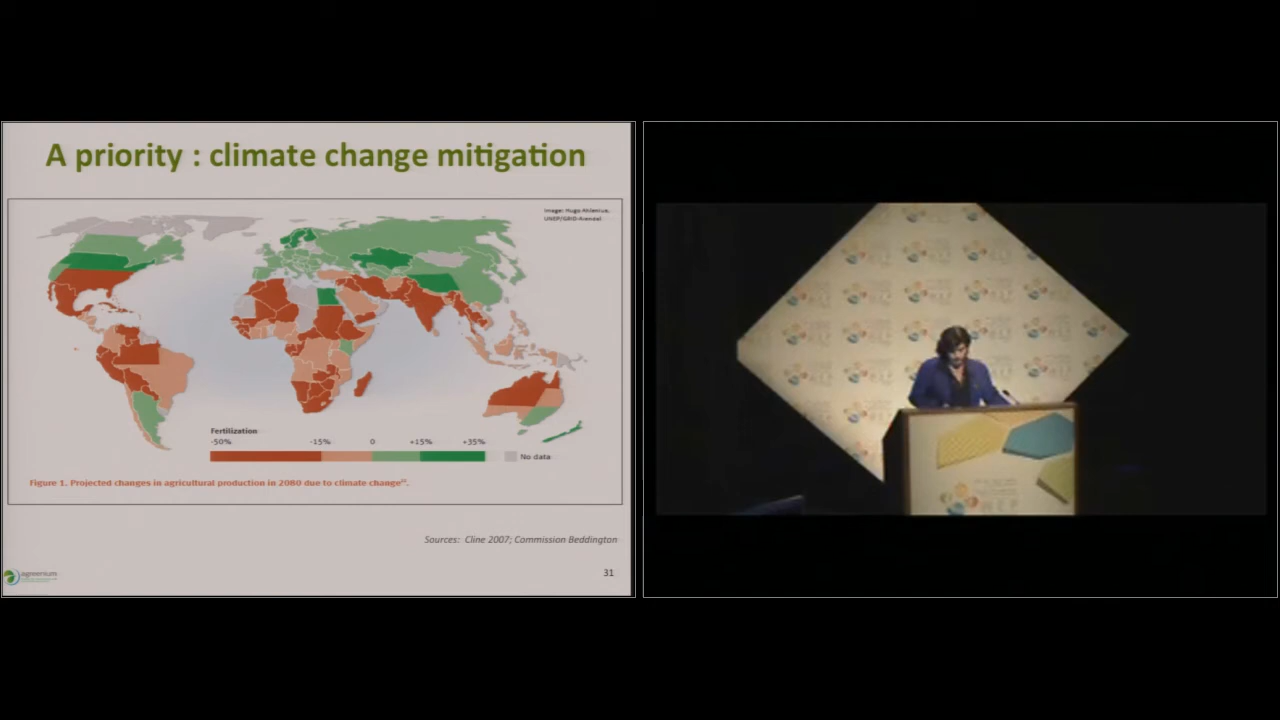 A priority : climate change mitigation
Image: Hugo Ahlenius,
UNEP/GRID-Arendal
Fertilization
-50%
-15%
0
+15%
+35%
No data
Figure 1. Projected changes in agricultural production in 2080 due to climate change
Sources: Cline 2007; Commission Beddington
agreenium
31